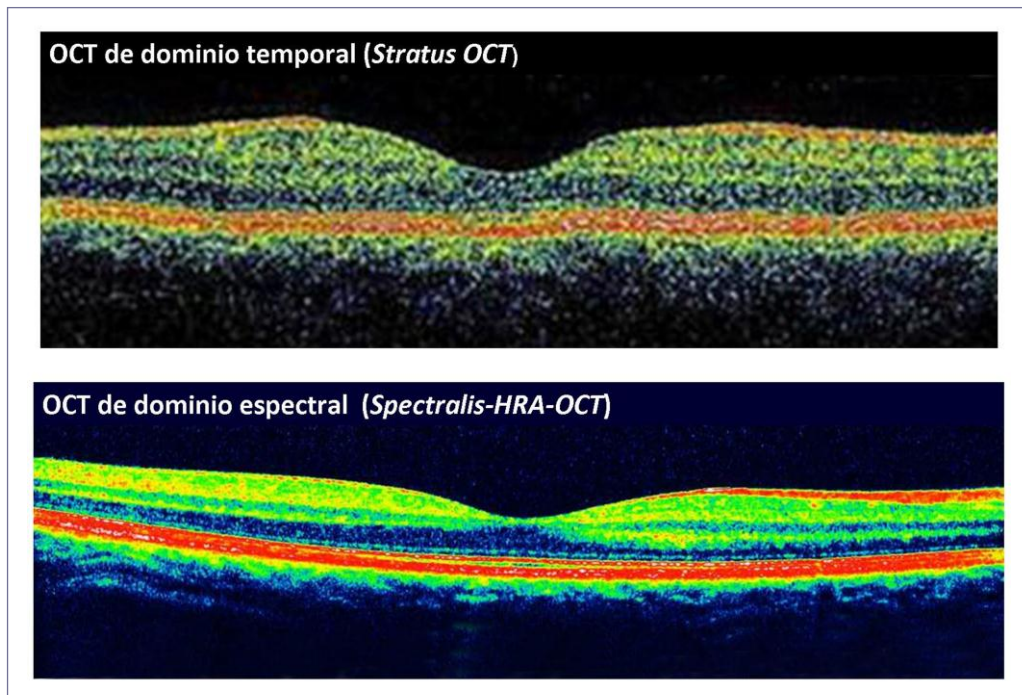 OCT de dominio temporal (Stratus OCT)
OCT de dominio espectral  (Spectralis-HRA-OCT)